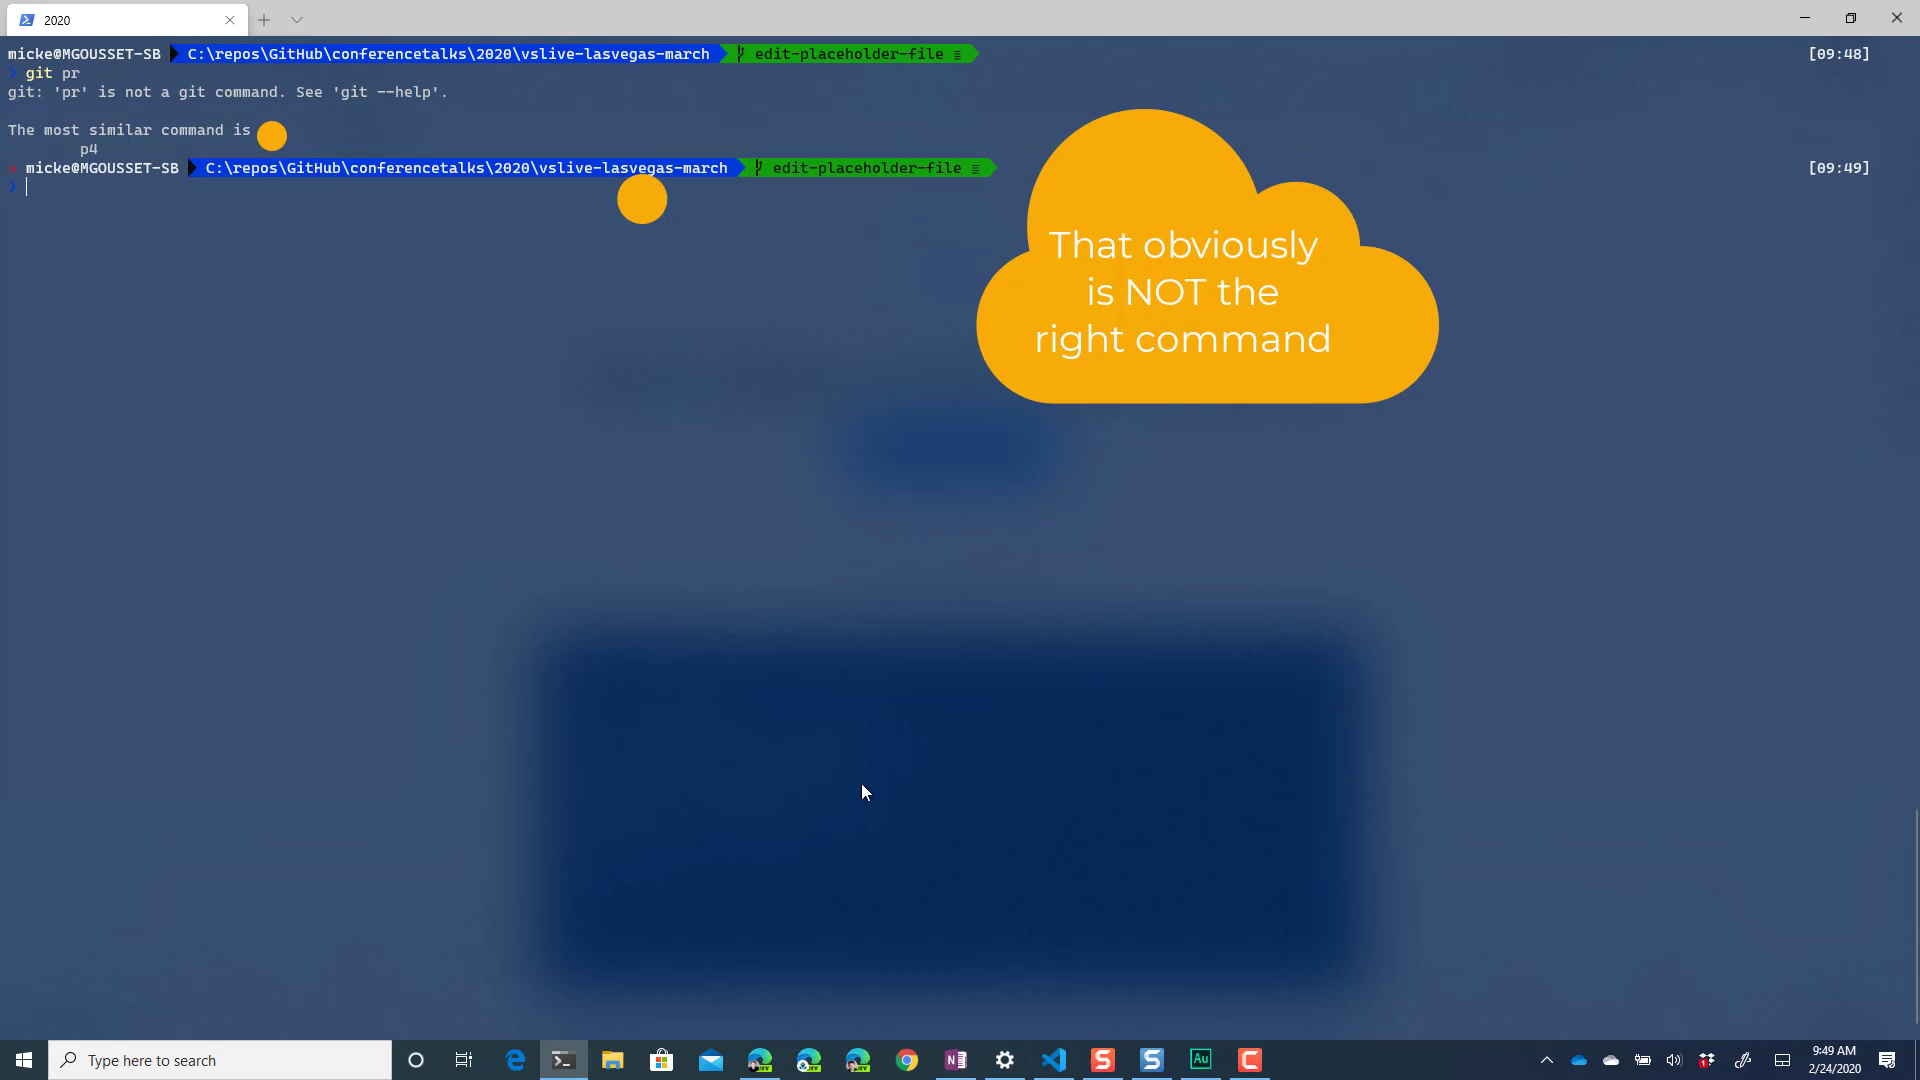 2020
micke@MGOUSSET-SB C:\repos\GitHub\conferencetalks\2020\vslive-lasvegas-march edit-placeholder-file ≡ [09:48]
❯ git pr
git: 'pr' is not a git command. See 'git --help'.
The most similar command is
p4
micke@MGOUSSET-SB C:\repos\GitHub\conferencetalks\2020\vslive-lasvegas-march edit-placeholder-file ≡ [09:49]
❯
That obviously
is NOT the
right command
Type here to search
Au
9:49 AM
2/24/2020